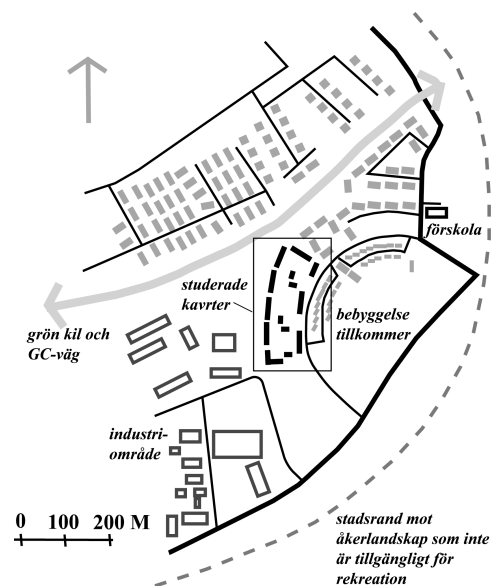 förskola
studerade
kavrter
bebyggelse
tillkommer
grön kil och
GC-väg
industri-
område
0 100 200 M
stadsrand mot
åkerlandskap som inte
är tillgängligt för
rekreation